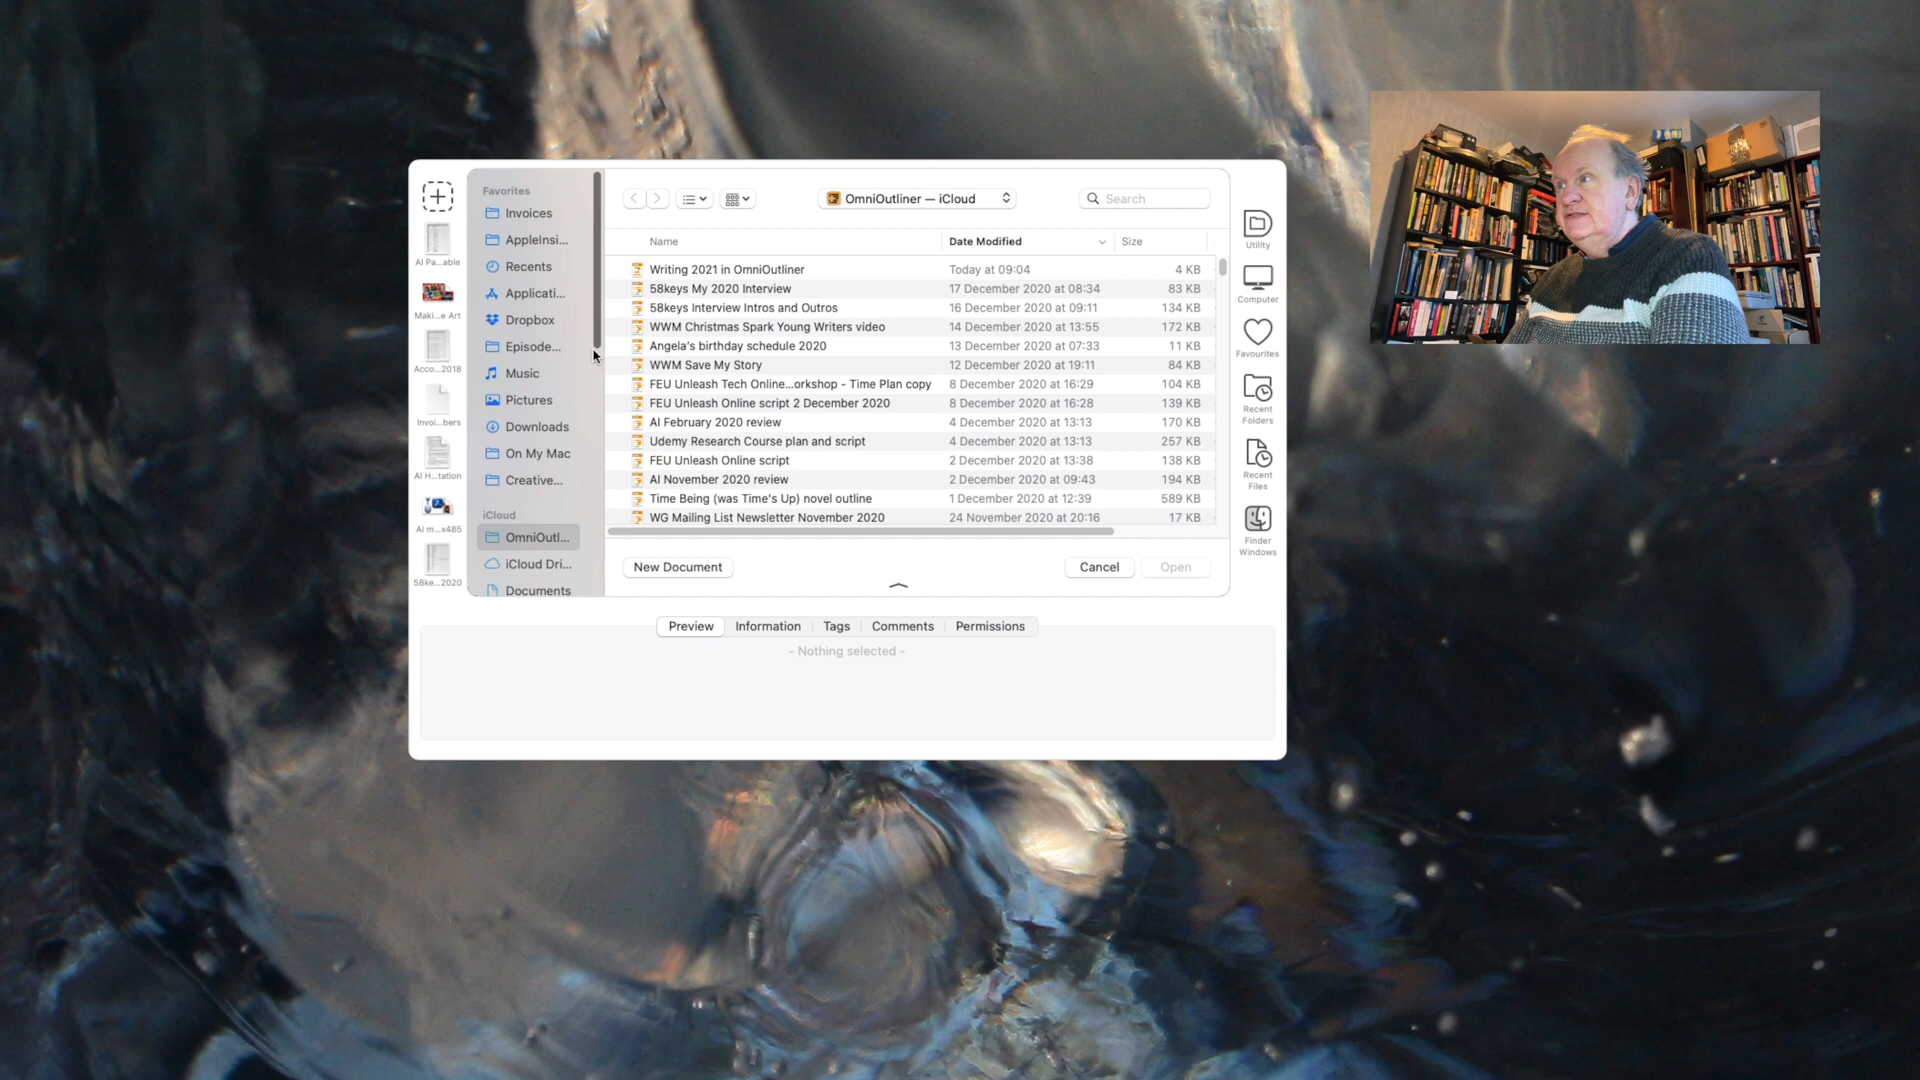 AI Pa...able
Maki...e Art
Acco...2018
Invoi...bers
AI H...tation
AI m...x485
58ke...2020
Favorites
Invoices
AppleInsi...
Recents
Applicati...
Dropbox
Episode...
Music
Pictures
Downloads
On My Mac
Creative...
iCloud
OmniOutl...
iCloud Dri...
Documents
OmniOutliner — iCloud
Search
Name Date Modified Size
Writing 2021 in OmniOutliner Today at 09:04 4 KB
58keys My 2020 Interview 17 December 2020 at 08:34 83 KB
58keys Interview Intros and Outros 16 December 2020 at 09:11 134 KB
WWM Christmas Spark Young Writers video 14 December 2020 at 13:55 172 KB
Angela's birthday schedule 2020 13 December 2020 at 07:33 11 KB
WWM Save My Story 12 December 2020 at 19:11 84 KB
FEU Unleash Tech Online...orkshop - Time Plan copy 8 December 2020 at 16:29 104 KB
FEU Unleash Online script 2 December 2020 8 December 2020 at 16:28 139 KB
AI February 2020 review 4 December 2020 at 13:13 170 KB
Udemy Research Course plan and script 4 December 2020 at 13:13 257 KB
FEU Unleash Online script 2 December 2020 at 13:38 138 KB
AI November 2020 review 2 December 2020 at 09:43 194 KB
Time Being (was Time's Up) novel outline 1 December 2020 at 12:39 589 KB
WG Mailing List Newsletter November 2020 24 November 2020 at 20:16 17 KB
New Document Cancel Open
Utility
Computer
Favourites
Recent
Folders
Recent
Files
Finder
Windows
Preview Information Tags Comments Permissions
- Nothing selected -